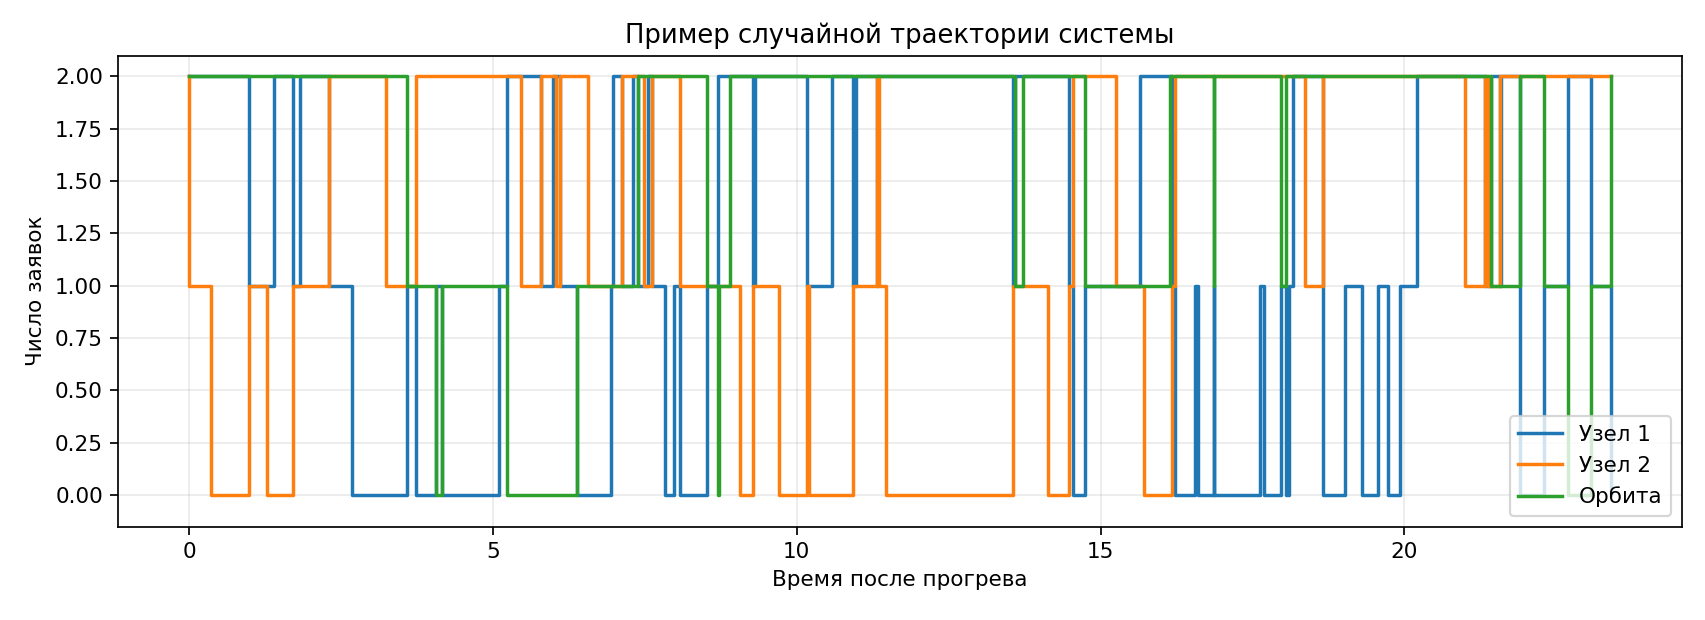 Пример случайной траектории системы
Число заявок
2.00
1.75
1.50
1.25
1.00
0.75
0.50
0.25
0.00
0
5
10
15
20
Время после прогрева
Узел 1
Узел 2
Орбита